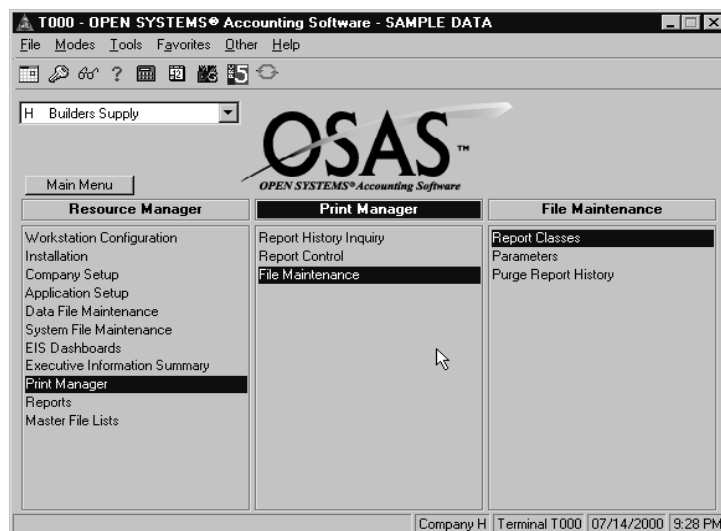 T000 - OPEN SYSTEMS® Accounting Software - SAMPLE DATA
File Modes Tools Favorites Other Help
H Builders Supply
OSAS™
OPEN SYSTEMS® Accounting Software
Main Menu
Resource Manager
Workstation Configuration
Installation
Company Setup
Application Setup
Data File Maintenance
System File Maintenance
EIS Dashboards
Executive Information Summary
Print Manager
Reports
Master File Lists
Print Manager
Report History Inquiry
Report Control
File Maintenance
File Maintenance
Report Classes
Parameters
Purge Report History
Company H Terminal T000 07/14/2000 9:28 PM